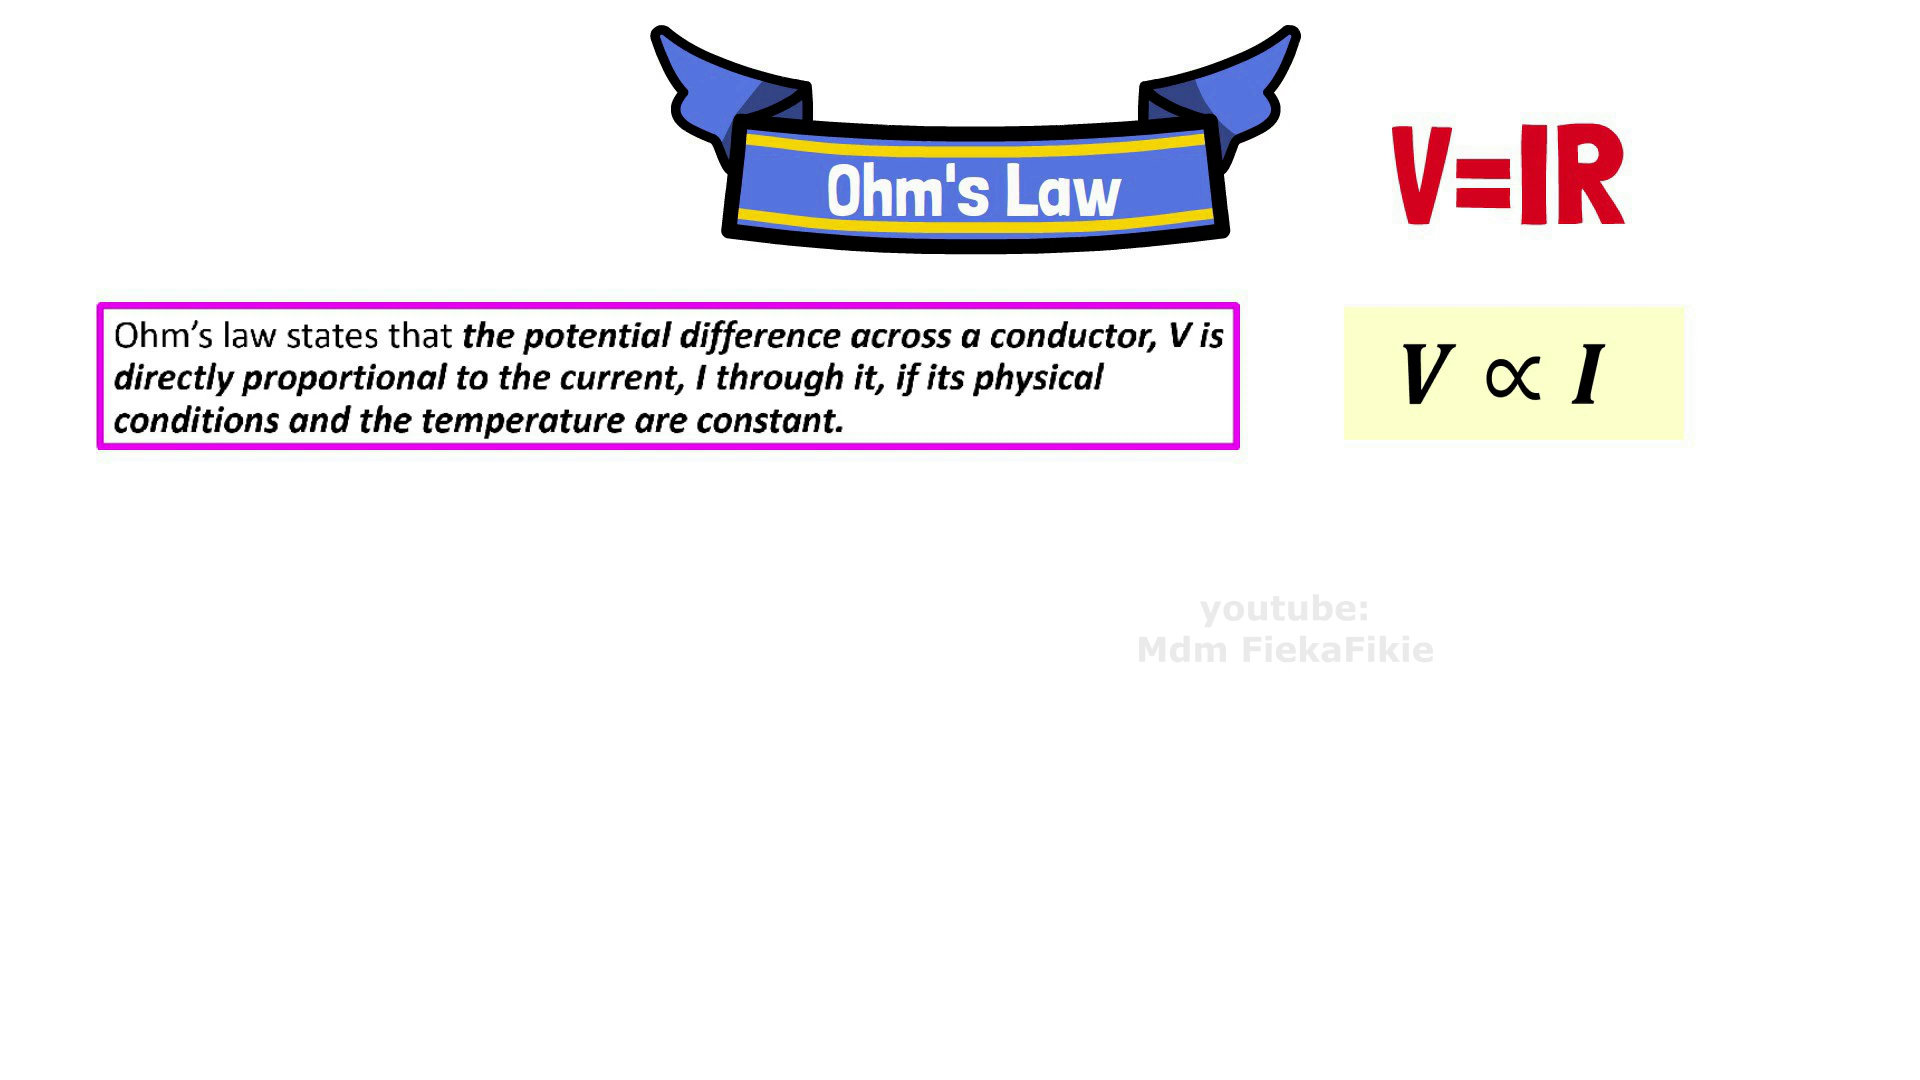 Ohm's Law
V=IR
Ohm’s law states that the potential difference across a conductor, V is
directly proportional to the current, I through it, if its physical
conditions and the temperature are constant.
V ∝ I
youtube:
Mdm FiekaFikie